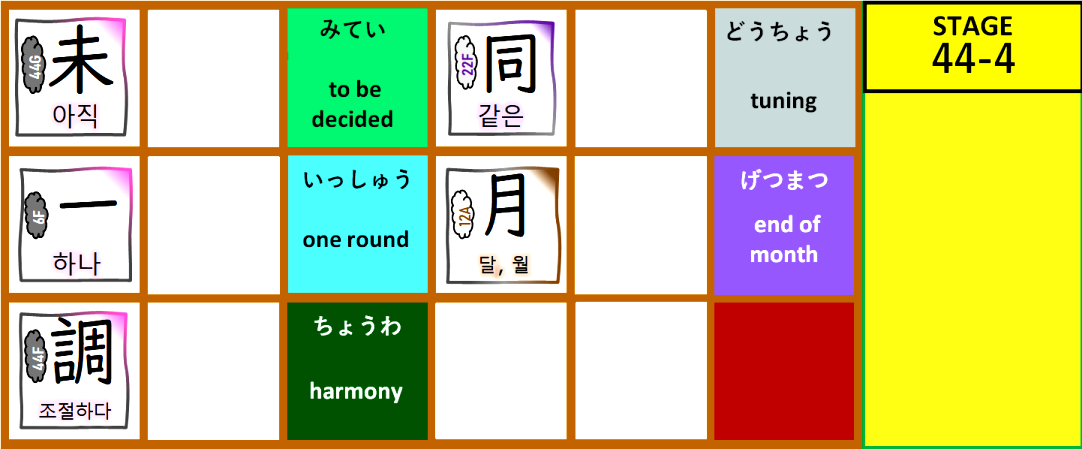 44G
未
아직
みてい
to be
decided
22F
同
같은
どうちょう
tuning
STAGE
44-4
6F
一
하나
いっしゅう
one round
12A
月
달, 월
げつまつ
end of
month
44F
調
조절하다
ちょうわ
harmony